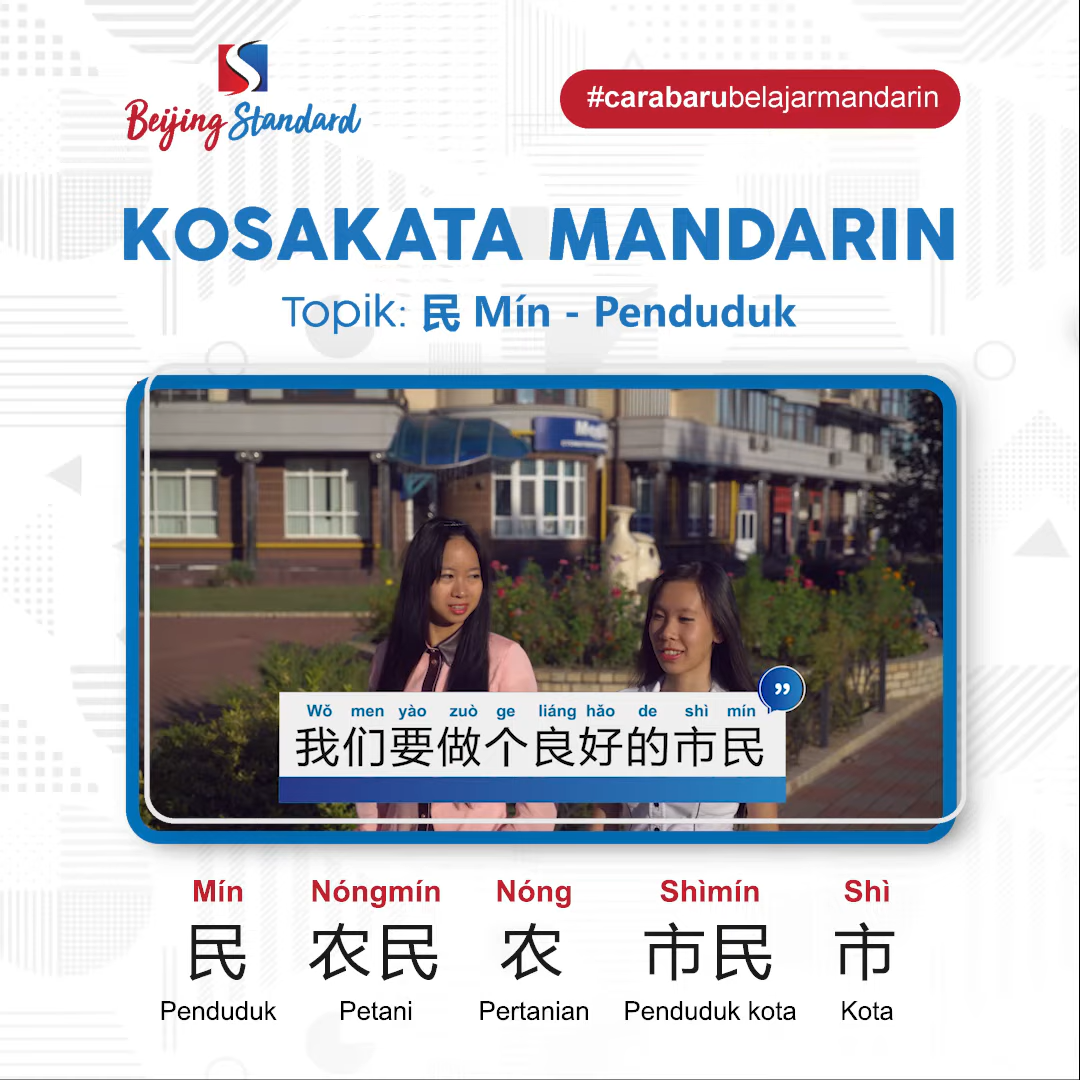 Beijing Standard
#carabarubelajarmandarin
KOSAKATA MANDARIN
Topik: 民 Mín - Penduduk
Wǒ men yào zuò ge liáng hǎo de shì mín
我们要做个良好的市民
Mín Nóngmín Nóng Shìmín Shì
民 农民 农 市民 市
Penduduk Petani Pertanian Penduduk kota Kota